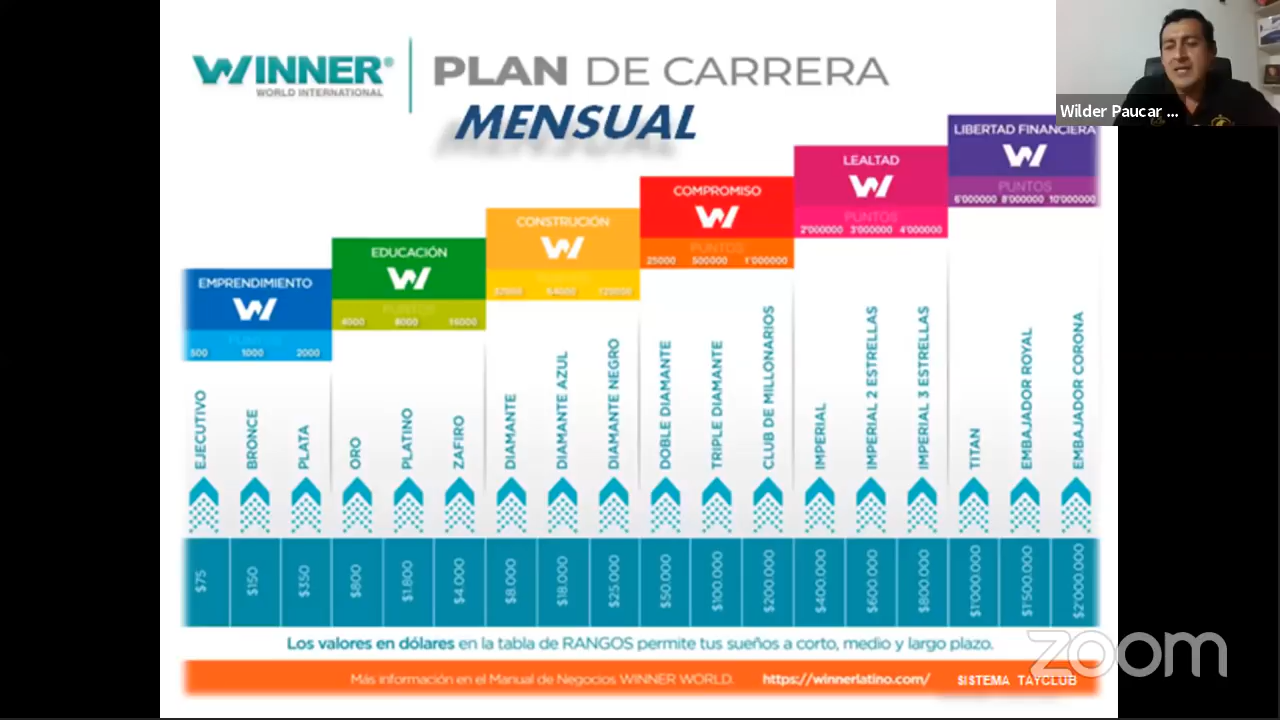 WINNER®
WORLD INTERNATIONAL
PLAN DE CARRERA
MENSUAL
Wilder Paucar ...
LIBERTAD FINANCIERA
W
PUNTOS
6'000000 8'000000 10'000000
LEALTAD
W
PUNTOS
2'000000 3'000000 4'000000
COMPROMISO
W
PUNTOS
25000 500000 1'000000
CONSTRUCIÓN
W
EDUCACIÓN
W
PUNTOS
4000 8000 16000
EMPRENDIMIENTO
W
PUNTOS
500 1000 2000
EJECUTIVO
BRONCE
PLATA
ORO
PLATINO
ZAFIRO
DIAMANTE
DIAMANTE AZUL
DIAMANTE NEGRO
DOBLE DIAMANTE
TRIPLE DIAMANTE
CLUB DE MILLONARIOS
IMPERIAL
IMPERIAL 2 ESTRELLAS
IMPERIAL 3 ESTRELLAS
TITAN
EMBAJADOR ROYAL
EMBAJADOR CORONA
$75
$150
$350
$800
$1.800
$4.000
$8.000
$18.000
$25.000
$50.000
$100.000
$200.000
$400.000
$600.000
$800.000
$1'000.000
$1'500.000
$2'000.000
Los valores en dólares en la tabla de RANGOS permite tus sueños a corto, medio y largo plazo.
zoom
Más información en el Manual de Negocios WINNER WORLD. https://winnerlatino.com/ SISTEMA TAYCLUB